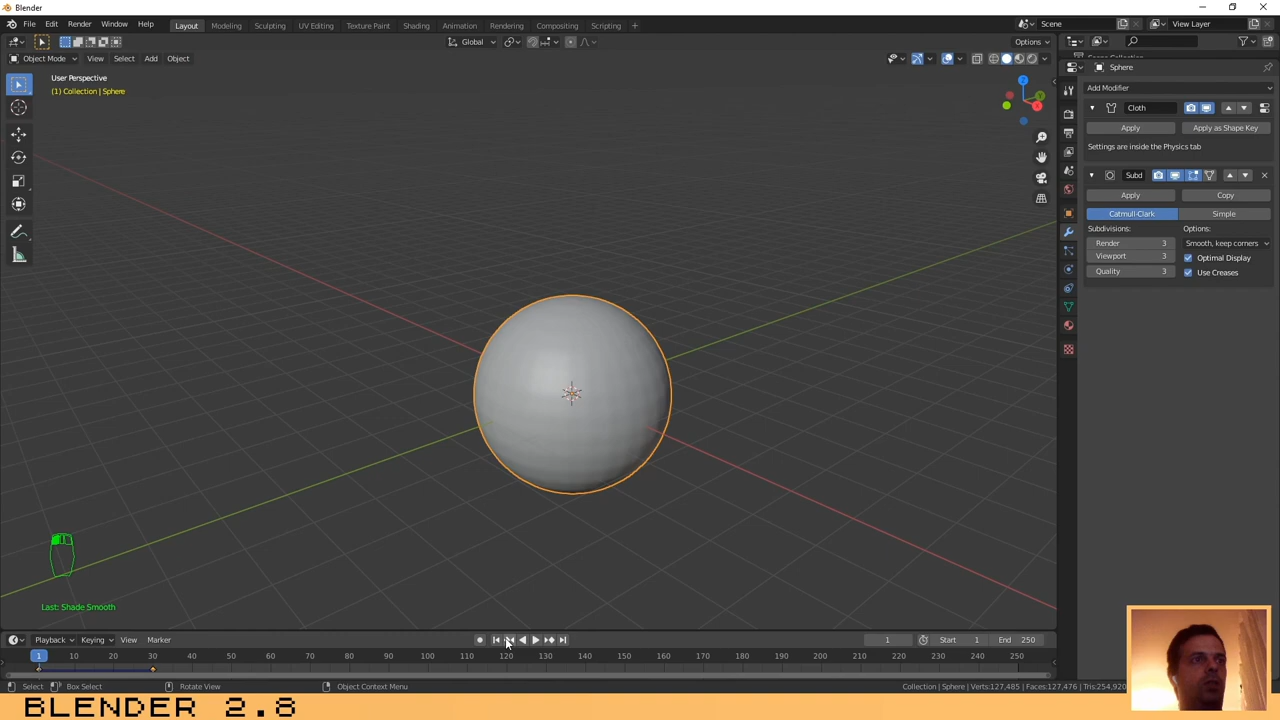 Blender
File Edit Render Window Help Layout Modeling Sculpting UV Editing Texture Paint Shading Animation Rendering Compositing Scripting + Scene View Layer
Global Options
Object Mode View Select Add Object
User Perspective
(1) Collection | Sphere
Sphere
Add Modifier
Cloth
Apply Apply as Shape Key
Settings are inside the Physics tab
Subd
Apply Copy
Catmull-Clark Simple
Subdivisions: Options:
Render 3 Smooth, keep corners
Viewport 3 Optimal Display
Quality 3 Use Creases
Last: Shade Smooth
Playback Keying View Marker 1 Start 1 End 250
1 10 20 30 40 50 60 70 80 90 100 110 120 130 140 150 160 170 180 190 200 210 220 230 240 250
Select Box Select Rotate View Object Context Menu Collection | Sphere | Verts:127,485 | Faces:127,476 | Tris:254,920
BLENDER 2.8